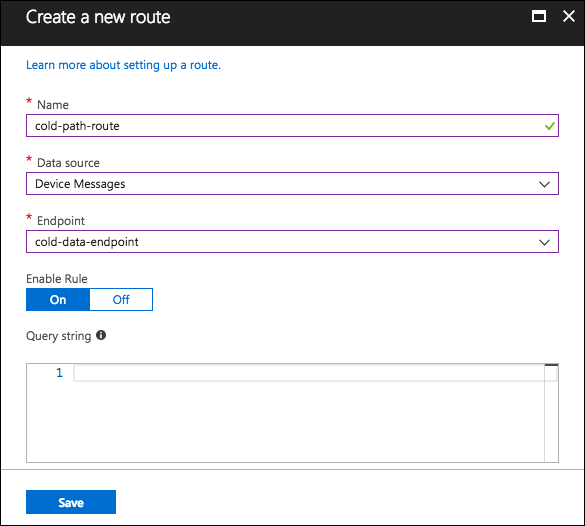 Create a new route
Learn more about setting up a route.
* Name
cold-path-route
* Data source
Device Messages
* Endpoint
cold-data-endpoint
Enable Rule
On Off
Query string
1
Save